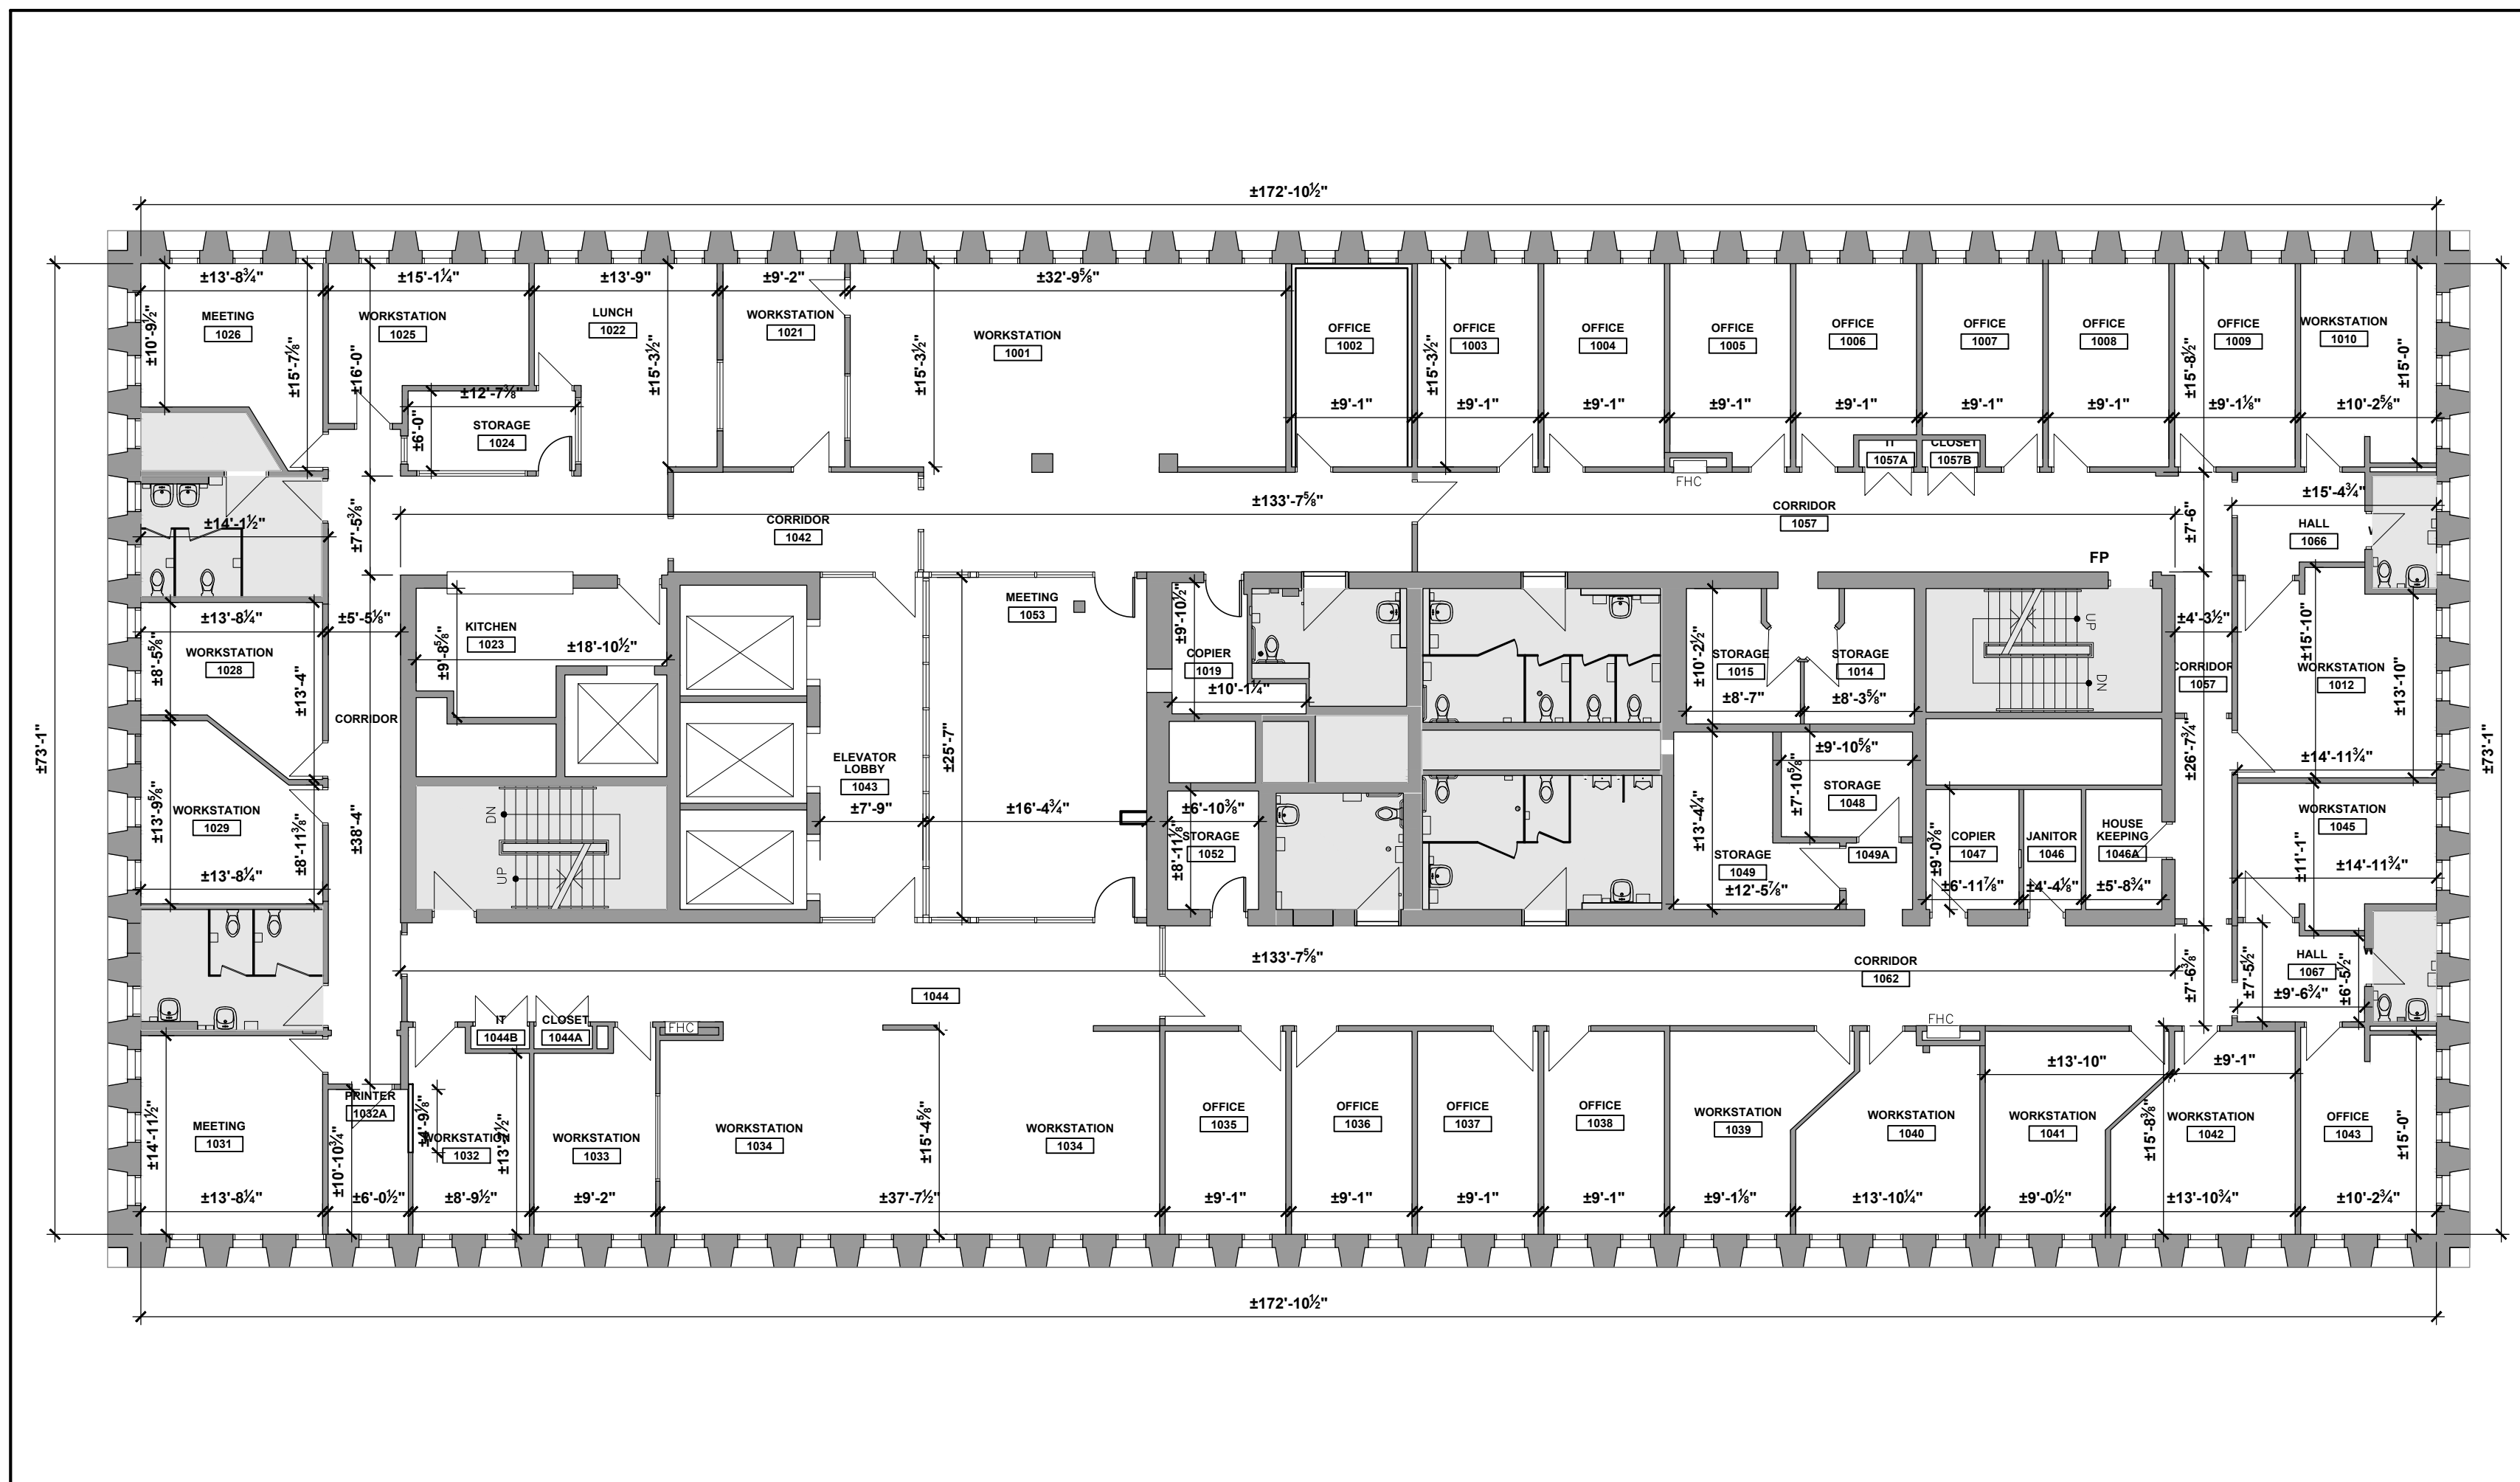 ±172'-10½"
±13'-8¾"
±15'-1¼"
±13'-9"
±9'-2"
±32'-9⅝"
±10'-9½"
MEETING
1026
±15'-7⅛"
WORKSTATION
1025
±16'-0"
LUNCH
1022
±15'-3½"
WORKSTATION
1021
±15'-3½"
WORKSTATION
1001
OFFICE
1002
±15'-3½"
OFFICE
1003
OFFICE
1004
OFFICE
1005
OFFICE
1006
OFFICE
1007
OFFICE
1008
±15'-8½"
OFFICE
1009
WORKSTATION
1010
±15'-0"
±12'-7⅜"
±6'-0"
STORAGE
1024
±9'-1"
±9'-1"
±9'-1"
±9'-1"
±9'-1"
±9'-1"
±9'-1"
±9'-1⅛"
±10'-2⅝"
IT
1057A
CLOSET
1057B
FHC
±14'-1½"
±7'-5⅜"
±133'-7⅝"
CORRIDOR
1042
CORRIDOR
1057
±7'-6"
±15'-4¾"
HALL
1066
FP
±13'-8¼"
±5'-5⅛"
±8'-5⅝"
WORKSTATION
1028
±13'-4"
±9'-8⅝"
KITCHEN
1023
±18'-10½"
MEETING
1053
±9'-10½"
COPIER
1019
±10'-1¼"
±10'-2½"
STORAGE
1015
±8'-7"
STORAGE
1014
±8'-3⅝"
UP
DN
±4'-3½"
CORRIDOR
1057
±15'-10"
WORKSTATION
1012
±13'-10"
±14'-11¾"
±73'-1"
CORRIDOR
±38'-4"
±13'-9⅝"
WORKSTATION
1029
±8'-11⅜"
±13'-8¼"
DN
UP
ELEVATOR
LOBBY
1043
±7'-9"
±25'-7"
±16'-4¾"
±6'-10⅜"
±8'-11⅛"
STORAGE
1052
±13'-4¼"
±9'-10⅝"
±7'-10⅝"
STORAGE
1048
STORAGE
1049
±12'-5⅞"
1049A
±9'-0⅜"
COPIER
1047
±6'-11⅞"
JANITOR
1046
±4'-4⅛"
HOUSE
KEEPING
1046A
±5'-8¾"
±26'-7¾"
WORKSTATION
1045
±11'-1"
±14'-11¾"
±73'-1"
±133'-7⅝"
1044
CORRIDOR
1062
±7'-6⅜"
±7'-5½"
HALL
1067
±9'-6¾"
±6'-5½"
IT
1044B
CLOSET
1044A
FHC
FHC
±14'-11½"
MEETING
1031
±13'-8¼"
PRINTER
1032A
±10'-10¾"
±6'-0½"
±4'-9⅛"
WORKSTATION
1032
±8'-9½"
±13'-2½"
WORKSTATION
1033
±9'-2"
WORKSTATION
1034
±37'-7½"
±15'-4⅝"
WORKSTATION
1034
OFFICE
1035
±9'-1"
OFFICE
1036
±9'-1"
OFFICE
1037
±9'-1"
OFFICE
1038
±9'-1"
WORKSTATION
1039
±9'-1⅛"
WORKSTATION
1040
±13'-10¼"
±13'-10"
WORKSTATION
1041
±9'-0½"
±15'-8⅜"
±9'-1"
WORKSTATION
1042
±13'-10¾"
OFFICE
1043
±15'-0"
±10'-2¾"
±172'-10½"